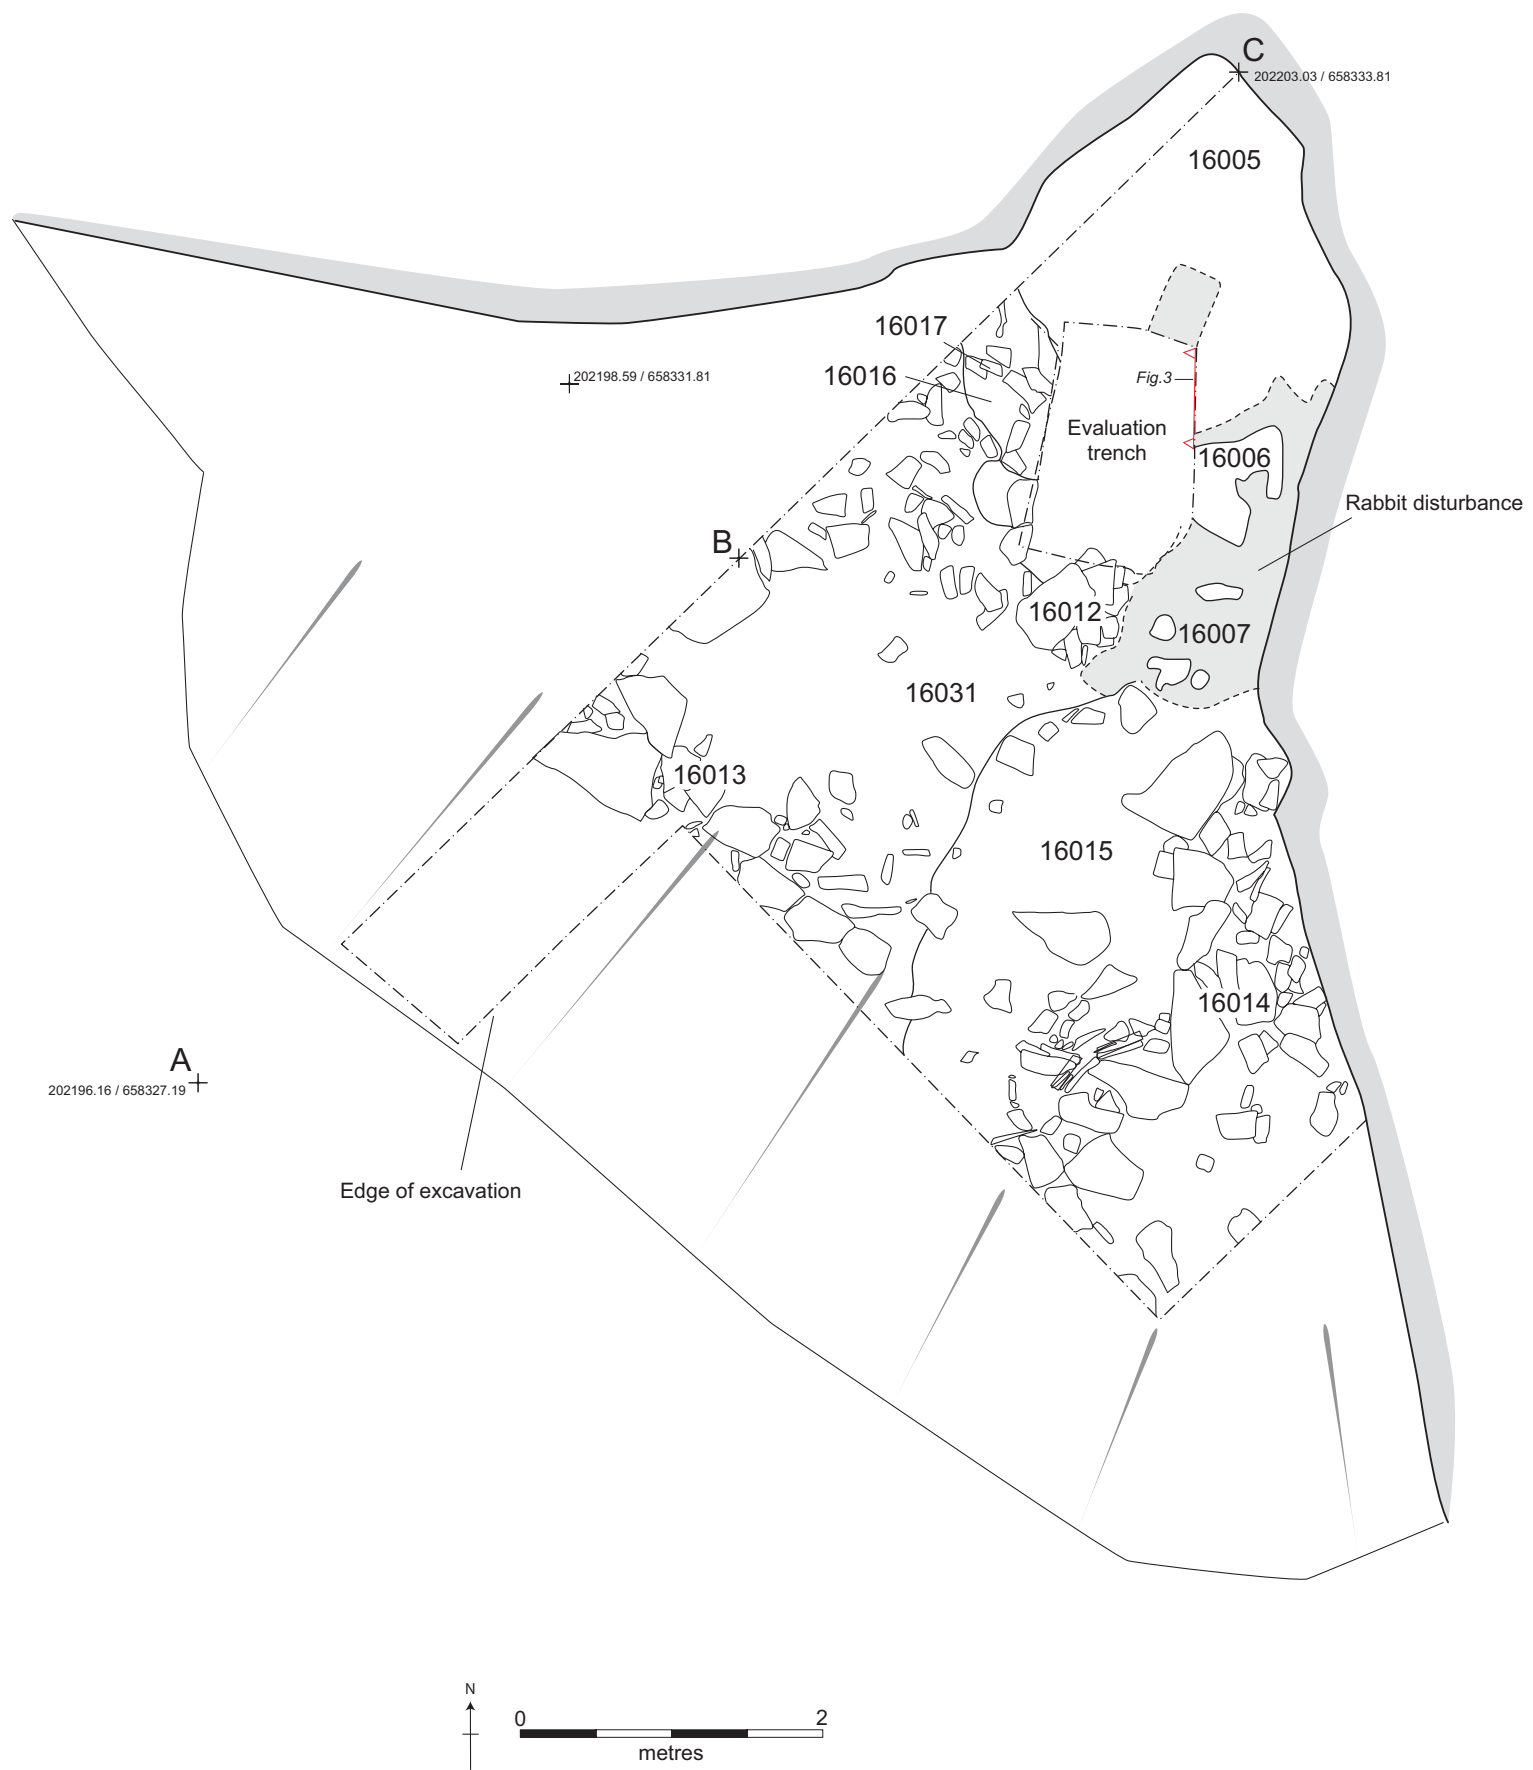 C
202203.03 / 658333.81
16005
16017
16016
202198.59 / 658331.81
Fig.3
Evaluation
trench
16006
Rabbit disturbance
B
16012
16007
16031
16013
16015
16014
A
202196.16 / 658327.19
Edge of excavation
N
0 2
metres